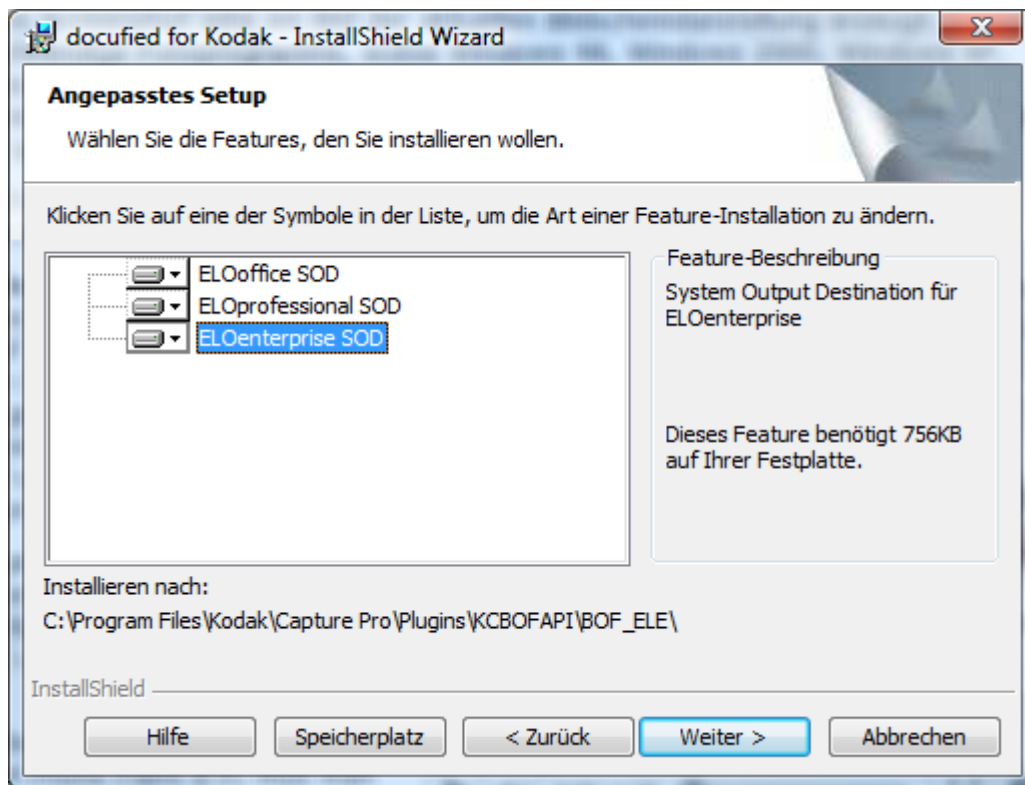 docufied for Kodak - InstallShield Wizard
Angepasstes Setup
Wählen Sie die Features, den Sie installieren wollen.
Klicken Sie auf eine der Symbole in der Liste, um die Art einer Feature-Installation zu ändern.
ELOoffice SOD
ELOprofessional SOD
ELOenterprise SOD
Feature-Beschreibung
System Output Destination für
ELOenterprise
Dieses Feature benötigt 756KB
auf Ihrer Festplatte.
Installieren nach:
C:\Program Files\Kodak\Capture Pro\Plugins\KCBOFAPI\BOF_ELE\
InstallShield
Hilfe
Speicherplatz
< Zurück
Weiter >
Abbrechen